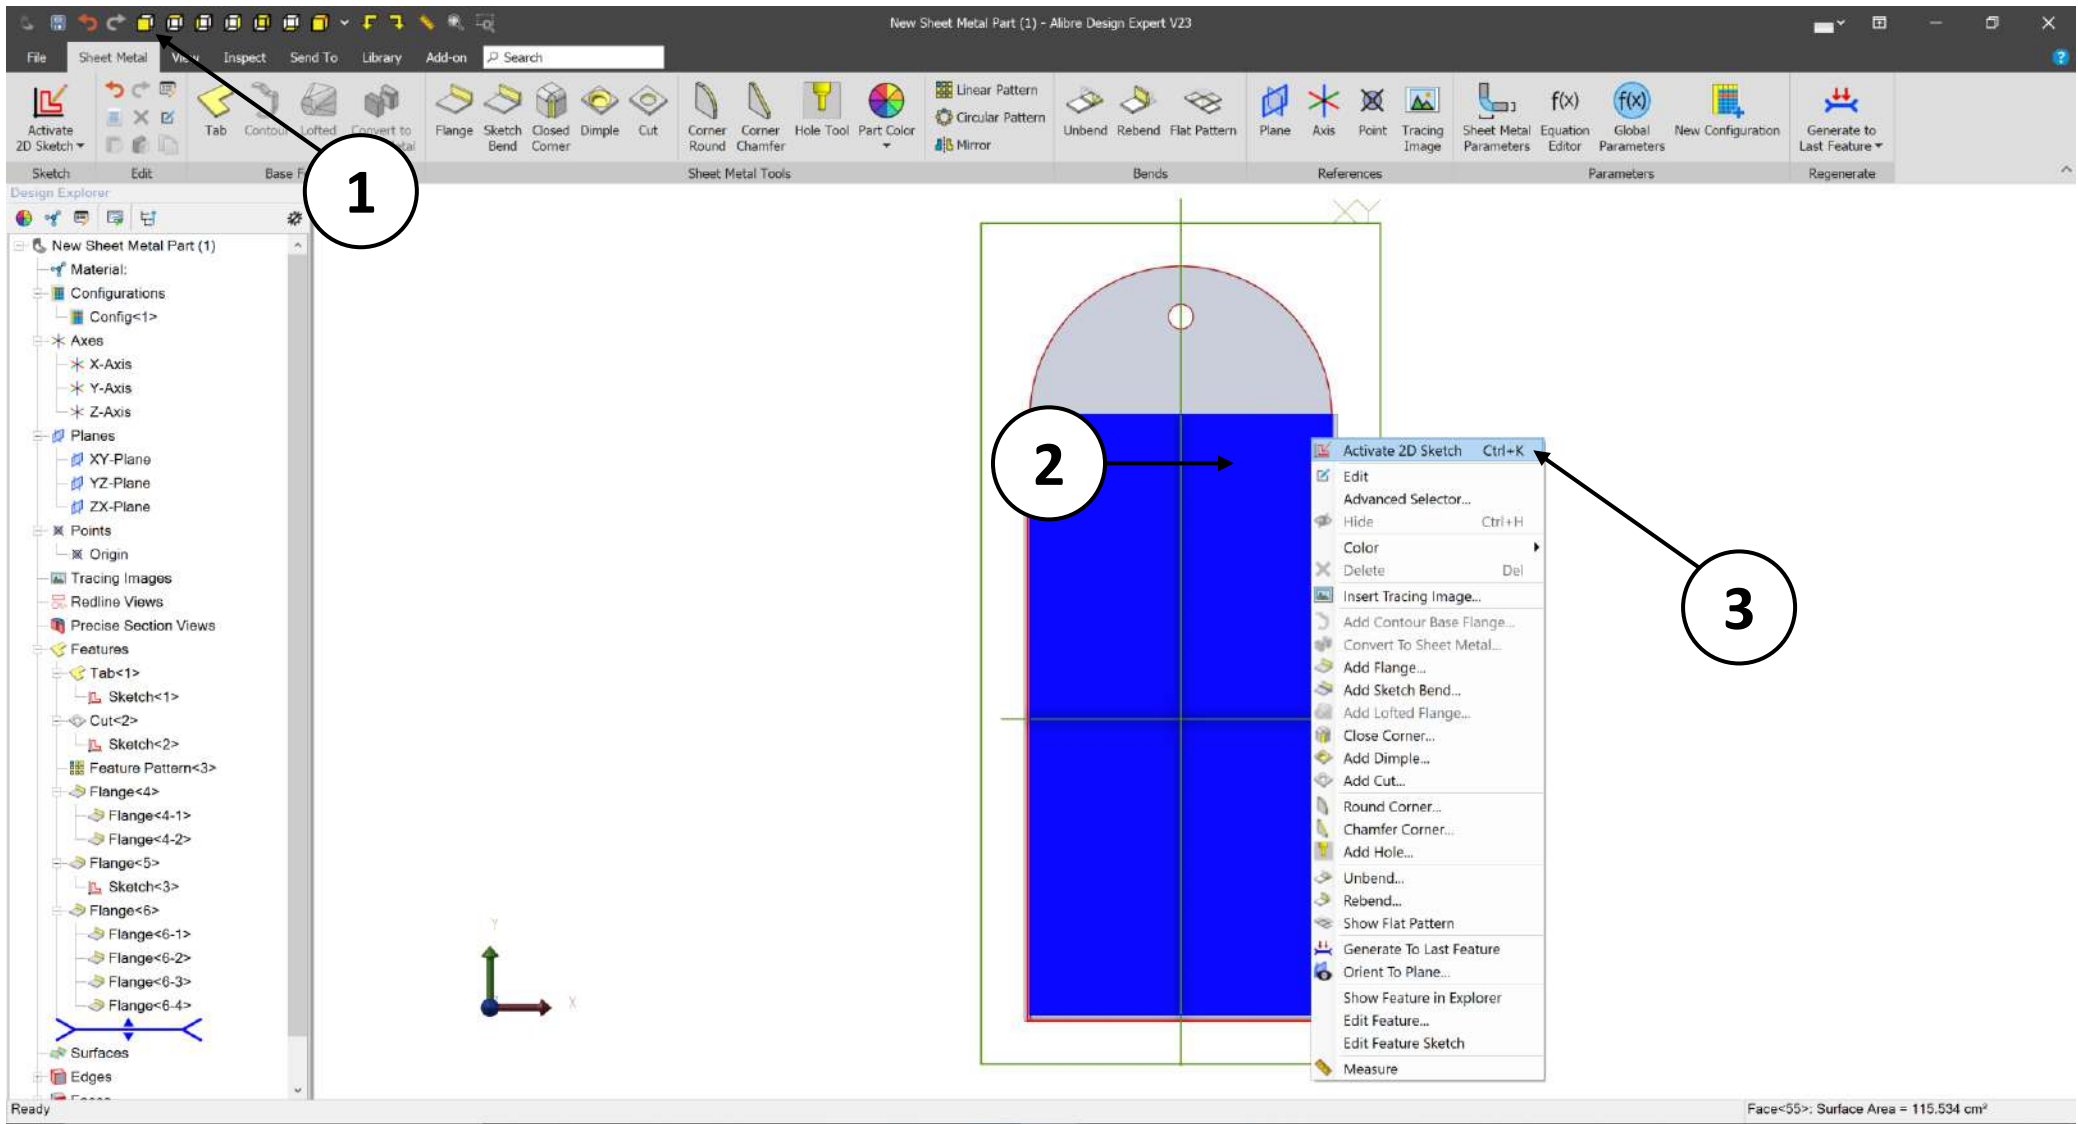 New Sheet Metal Part (1) - Alibre Design Expert V23
File Sheet Metal View Inspect Send To Library Add-on Search
Activate 2D Sketch
Tab
Contour
Lofted
Convert to
Flange
Sketch Bend
Closed Corner
Dimple
Cut
Corner Round
Corner Chamfer
Hole Tool
Part Color
Linear Pattern
Circular Pattern
Mirror
Unbend
Rebend
Flat Pattern
Plane
Axis
Point
Tracing Image
Sheet Metal Parameters
f(x)
Equation Editor
f(x)
Global Parameters
New Configuration
Generate to Last Feature
Sketch Edit Base F Sheet Metal Tools Bends References Parameters Regenerate
Design Explorer
New Sheet Metal Part (1)
Material:
Configurations
Config<1>
Axes
X-Axis
Y-Axis
Z-Axis
Planes
XY-Plane
YZ-Plane
ZX-Plane
Points
Origin
Tracing Images
Redline Views
Precise Section Views
Features
Tab<1>
Sketch<1>
Cut<2>
Sketch<2>
Feature Pattern<3>
Flange<4>
Flange<4-1>
Flange<4-2>
Flange<5>
Sketch<3>
Flange<6>
Flange<6-1>
Flange<6-2>
Flange<6-3>
Flange<6-4>
Surfaces
Edges
Faces
1
XY
2
3
Y
X
Activate 2D Sketch Ctrl+K
Edit
Advanced Selector...
Hide Ctrl+H
Color
Delete Del
Insert Tracing Image...
Add Contour Base Flange...
Convert To Sheet Metal...
Add Flange...
Add Sketch Bend...
Add Lofted Flange...
Close Corner...
Add Dimple...
Add Cut...
Round Corner...
Chamfer Corner...
Add Hole...
Unbend...
Rebend...
Show Flat Pattern
Generate To Last Feature
Orient To Plane...
Show Feature in Explorer
Edit Feature...
Edit Feature Sketch
Measure
Ready
Face<55>: Surface Area = 115.534 cm²